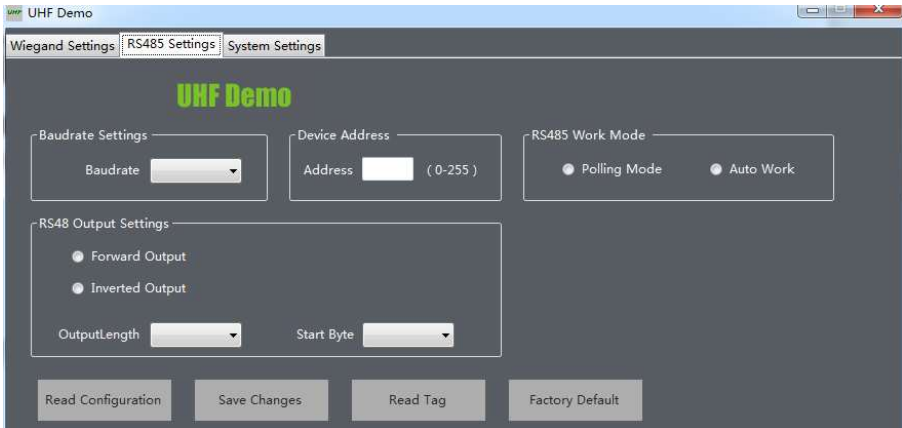 UHF UHF Demo
Wiegand Settings RS485 Settings System Settings
UHF Demo
Baudrate Settings
Baudrate
Device Address
Address ( 0-255 )
RS485 Work Mode
Polling Mode Auto Work
RS48 Output Settings
Forward Output
Inverted Output
OutputLength Start Byte
Read Configuration Save Changes Read Tag Factory Default